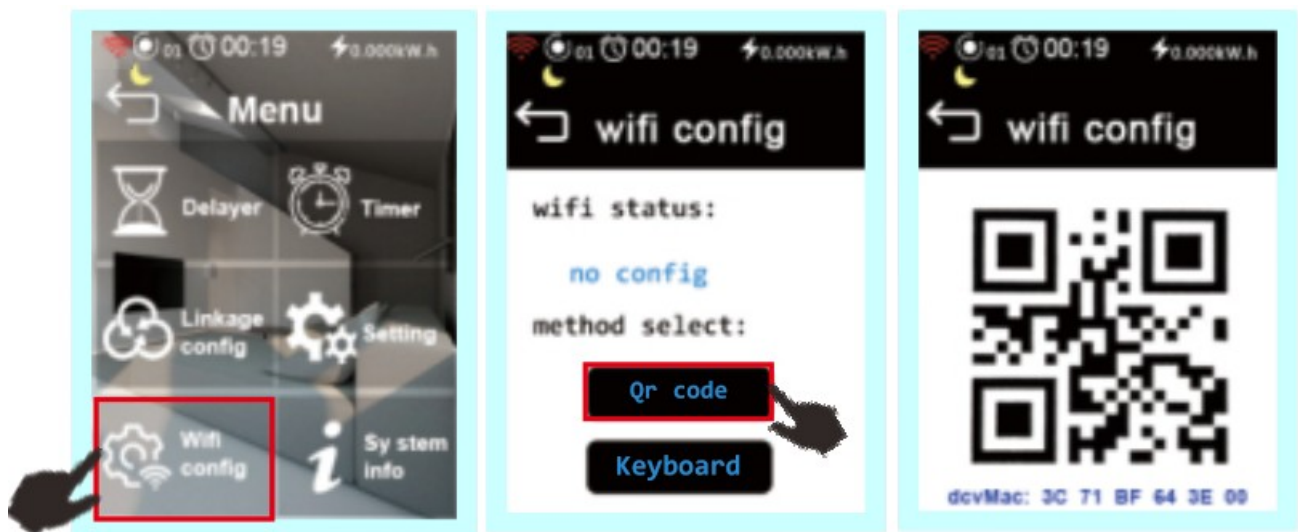 01 00:19 0.000kW.h
Menu
Delayer
Timer
Linkage
config
Setting
Wifi
config
Sy stem
info
01 00:19 0.000kW.h
wifi config
wifi status:
no config
method select:
Qr code
Keyboard
01 00:19 0.000kW.h
wifi config
dcvMac: 3C 71 BF 64 3E 00